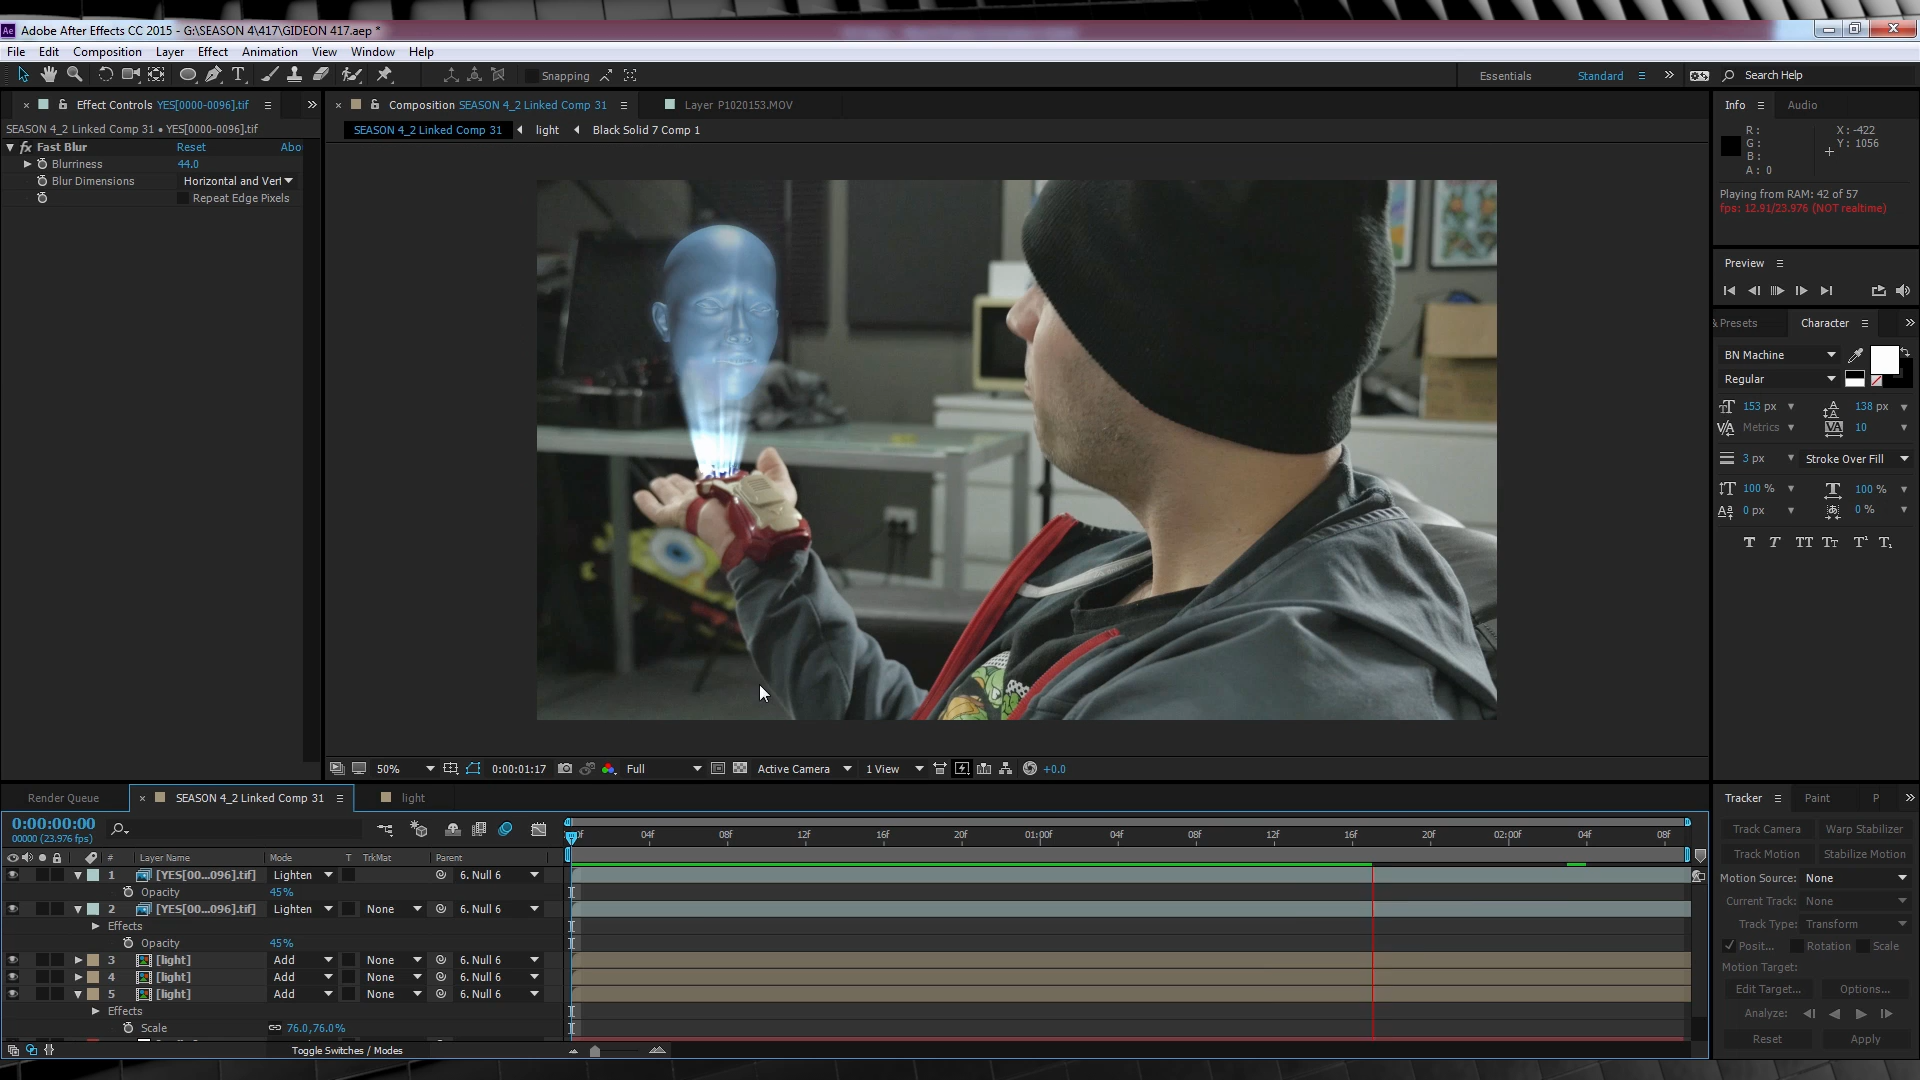 Ae Adobe After Effects CC 2015 - G:\SEASON 4\417\GIDEON 417.aep *
File Edit Composition Layer Effect Animation View Window Help
Snapping Essentials Standard Search Help
Effect Controls YES[0000-0096].tif
SEASON 4_2 Linked Comp 31 • YES[0000-0096].tif
fx Fast Blur Reset Abo
Blurriness 44.0
Blur Dimensions Horizontal and Vert
Repeat Edge Pixels
Composition SEASON 4_2 Linked Comp 31 Layer P1020153.MOV
SEASON 4_2 Linked Comp 31 light Black Solid 7 Comp 1
50% 0:00:01:17 Full Active Camera 1 View +0.0
Info Audio
R: X: -422
G: Y: 1056
B:
A: 0
Playing from RAM: 42 of 57
fps: 12.91/23.976 (NOT realtime)
Preview
& Presets Character
BN Machine
Regular
153 px 138 px
Metrics 10
3 px Stroke Over Fill
100 % 100 %
0 px 0 %
T T TT Tt T¹ T₁
Render Queue SEASON 4_2 Linked Comp 31 light
0:00:00:00
00000 (23.976 fps)
04f 08f 12f 16f 20f 01:00f 04f 08f 12f 16f 20f 02:00f 04f 08f
# Layer Name Mode T TrkMat Parent
1 [YES[00...096].tif] Lighten 6. Null 6
Opacity 45%
2 [YES[00...096].tif] Lighten None 6. Null 6
Effects
Opacity 45%
3 [light] Add None 6. Null 6
4 [light] Add None 6. Null 6
5 [light] Add None 6. Null 6
Effects
Scale 76.0,76.0%
Toggle Switches / Modes
Tracker Paint P
Track Camera Warp Stabilizer
Track Motion Stabilize Motion
Motion Source: None
Current Track: None
Track Type: Transform
Posit... Rotation Scale
Motion Target:
Edit Target... Options...
Analyze:
Reset Apply